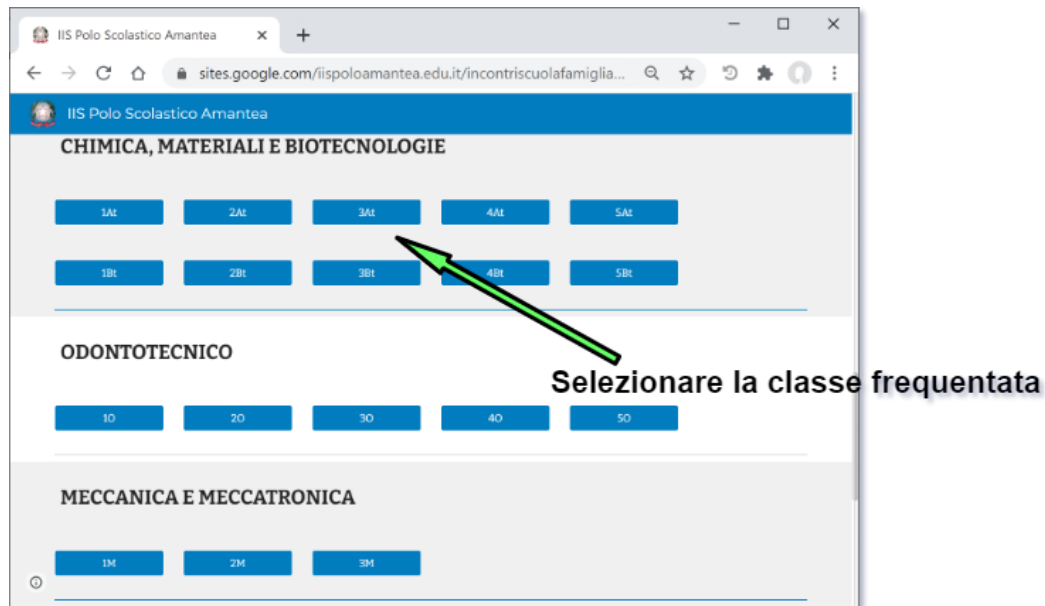 IIS Polo Scolastico Amantea
sites.google.com/iispoloamantea.edu.it/incontriscuolafamiglia...
IIS Polo Scolastico Amantea
CHIMICA, MATERIALI E BIOTECNOLOGIE
1At 2At 3At 4At 5At
1Bt 2Bt 3Bt 4Bt 5Bt
ODONTOTECNICO
Selezionare la classe frequentata
1O 2O 3O 4O 5O
MECCANICA E MECCATRONICA
1M 2M 3M